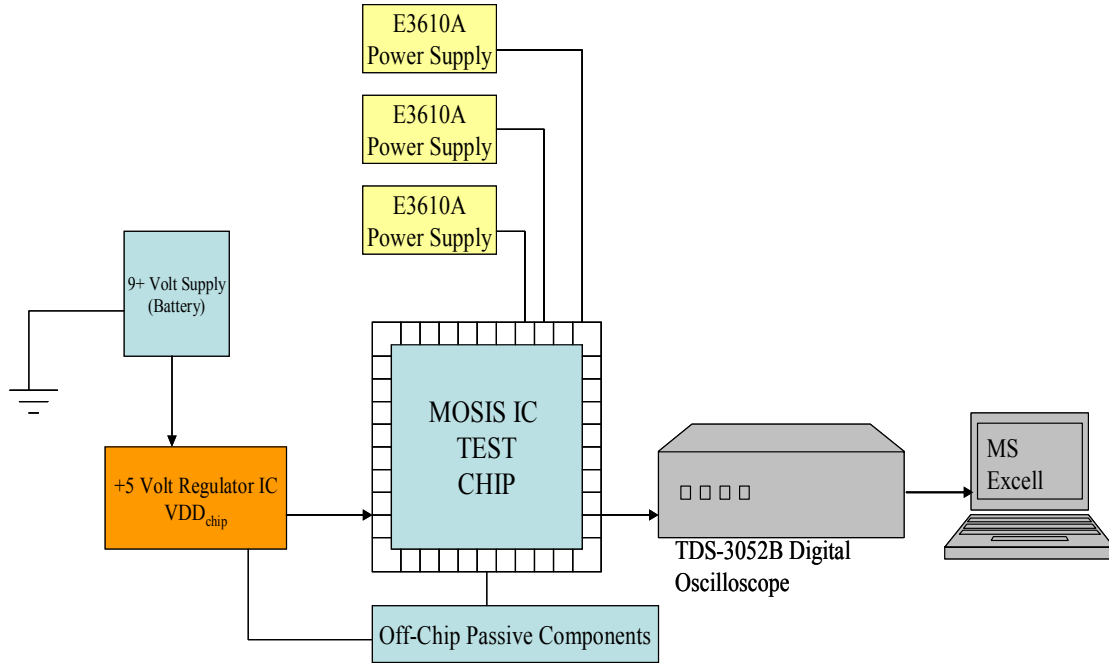 E3610A
Power Supply
E3610A
Power Supply
E3610A
Power Supply
9+ Volt Supply
(Battery)
+5 Volt Regulator IC
VDDchip
MOSIS IC
TEST
CHIP
Off-Chip Passive Components
TDS-3052B Digital
Oscilloscope
MS
Excell